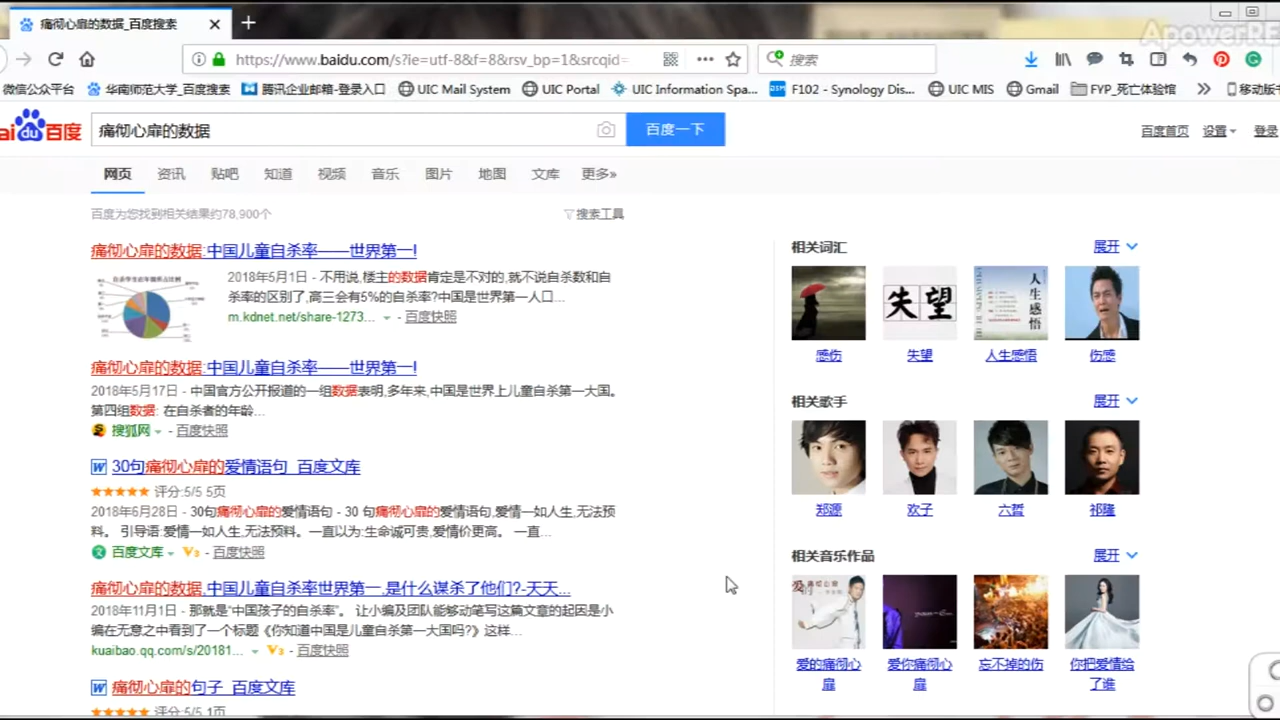 痛彻心扉的数据_百度搜索
ApowerRE
https://www.baidu.com/s?ie=utf-8&f=8&rsv_bp=1&srcqid=
搜索
微信公众平台 华南师范大学_百度搜索 腾讯企业邮箱-登录入口 UIC Mail System UIC Portal UIC Information Spa... F102 - Synology Dis... UIC MIS Gmail FYP_死亡体验馆 移动版
百度
痛彻心扉的数据
百度一下
百度首页 设置 登录
网页 资讯 贴吧 知道 视频 音乐 图片 地图 文库 更多»
百度为您找到相关结果约78,900个
搜索工具
痛彻心扉的数据:中国儿童自杀率——世界第一!
2018年5月1日 - 不用说,楼主的数据肯定是不对的,就不说自杀数和自
杀率的区别了,高三会有5%的自杀率?中国是世界第一人口...
m.kdnet.net/share-1273... - 百度快照
痛彻心扉的数据:中国儿童自杀率——世界第一!
2018年5月17日 - 中国官方公开报道的一组数据表明,多年来,中国是世界上儿童自杀第一大国。
第四组数据: 在自杀者的年龄...
搜狐网 - 百度快照
30句痛彻心扉的爱情语句_百度文库
评分:5/5 5页
2018年6月28日 - 30句痛彻心扉的爱情语句 - 30 句痛彻心扉的爱情语句,爱情一如人生,无法预
料。 引导语:爱情一如人生,无法预料。一直以为:生命诚可贵,爱情价更高。 一直...
百度文库 V3 - 百度快照
痛彻心扉的数据,中国儿童自杀率世界第一,是什么谋杀了他们?-天天...
2018年11月1日 - 那就是“中国孩子的自杀率”。 让小编及团队能够动笔写这篇文章的起因是小
编在无意之中看到了一个标题《你知道中国是儿童自杀第一大国吗?》这样...
kuaibao.qq.com/s/20181... V3 - 百度快照
痛彻心扉的句子_百度文库
评分:5/5 1页
相关词汇 展开
失望
人生感悟
感伤 失望 人生感悟 伤感
相关歌手 展开
郑源 欢子 六哲 祁隆
相关音乐作品 展开
爱的痛彻心扉
爱你痛彻心扉
忘不掉的伤
你把爱情给了谁